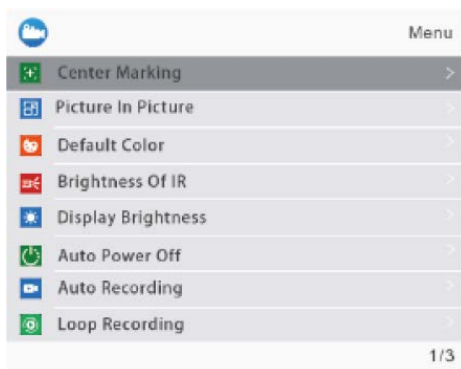 Menu
Center Marking
Picture In Picture
Default Color
Brightness Of IR
Display Brightness
Auto Power Off
Auto Recording
Loop Recording
1/3